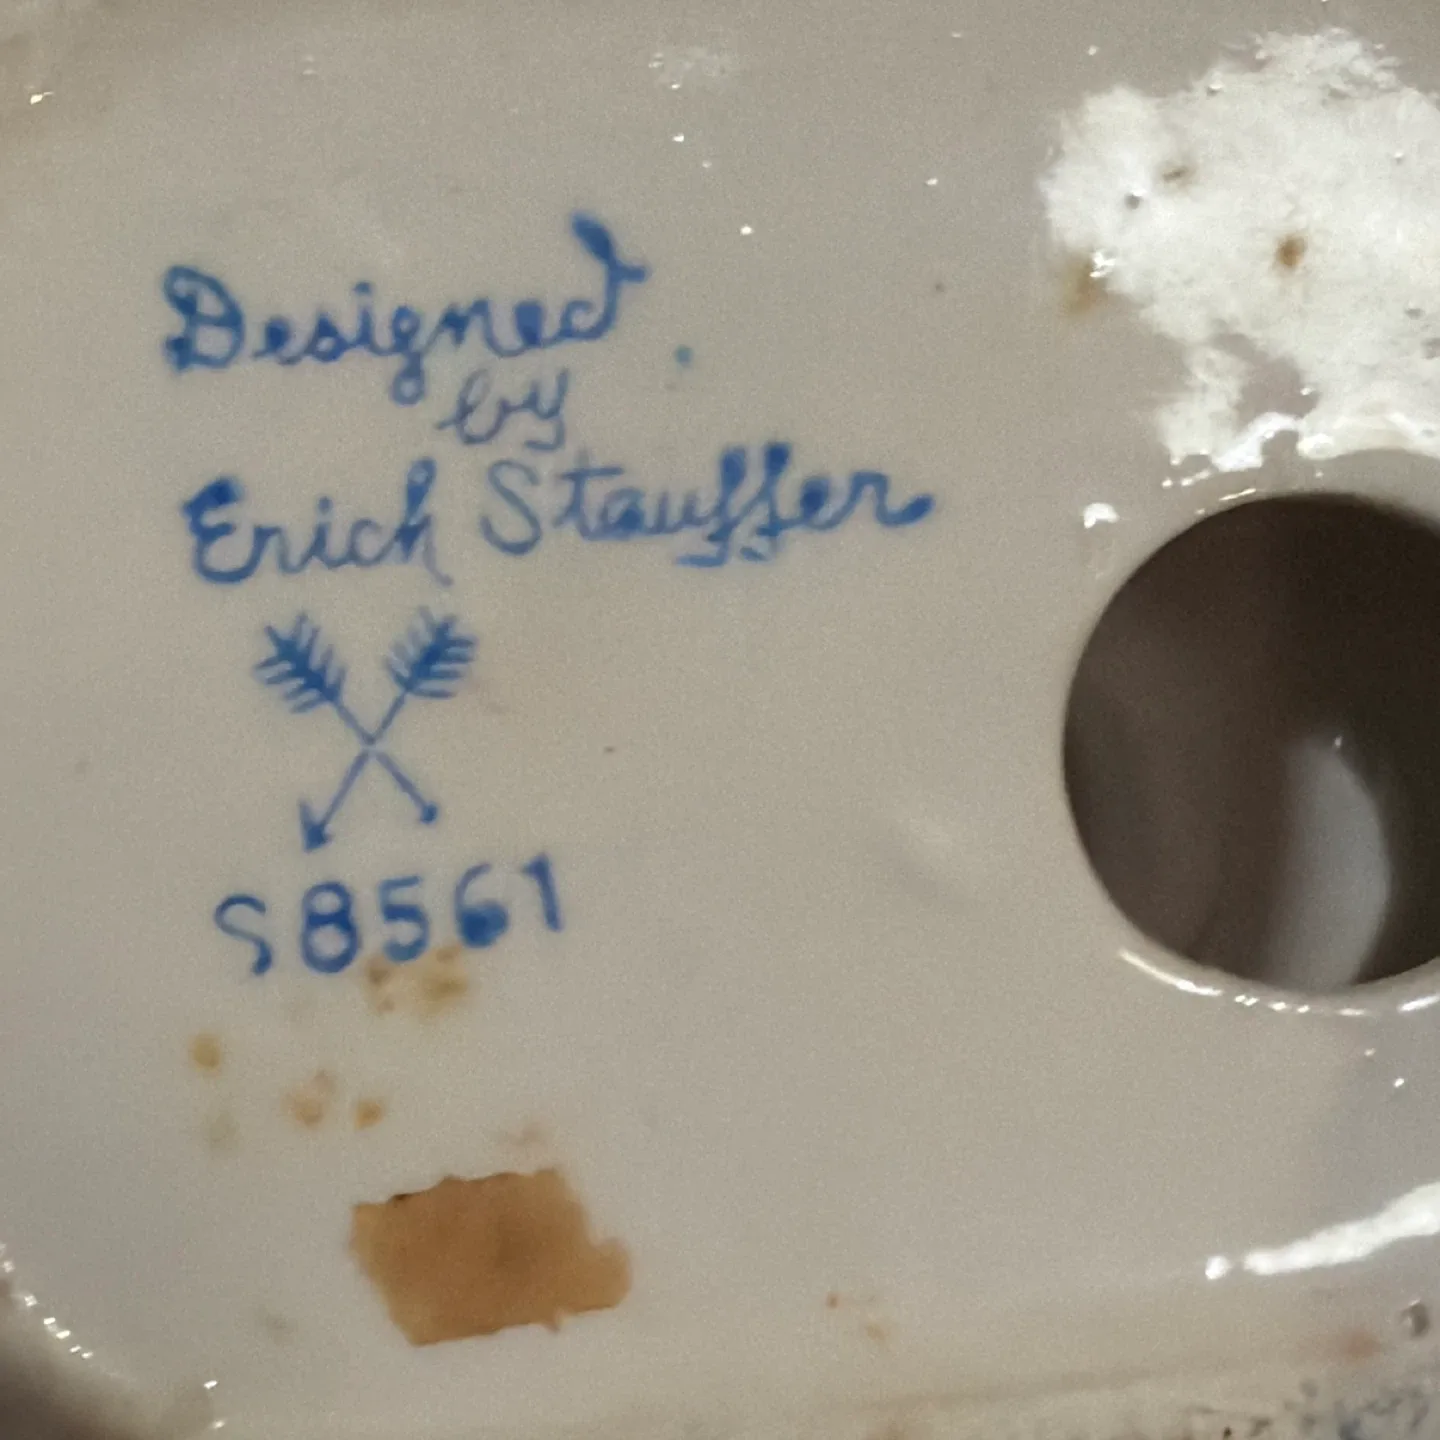 Designed
by
Erich Stauffer
S8561